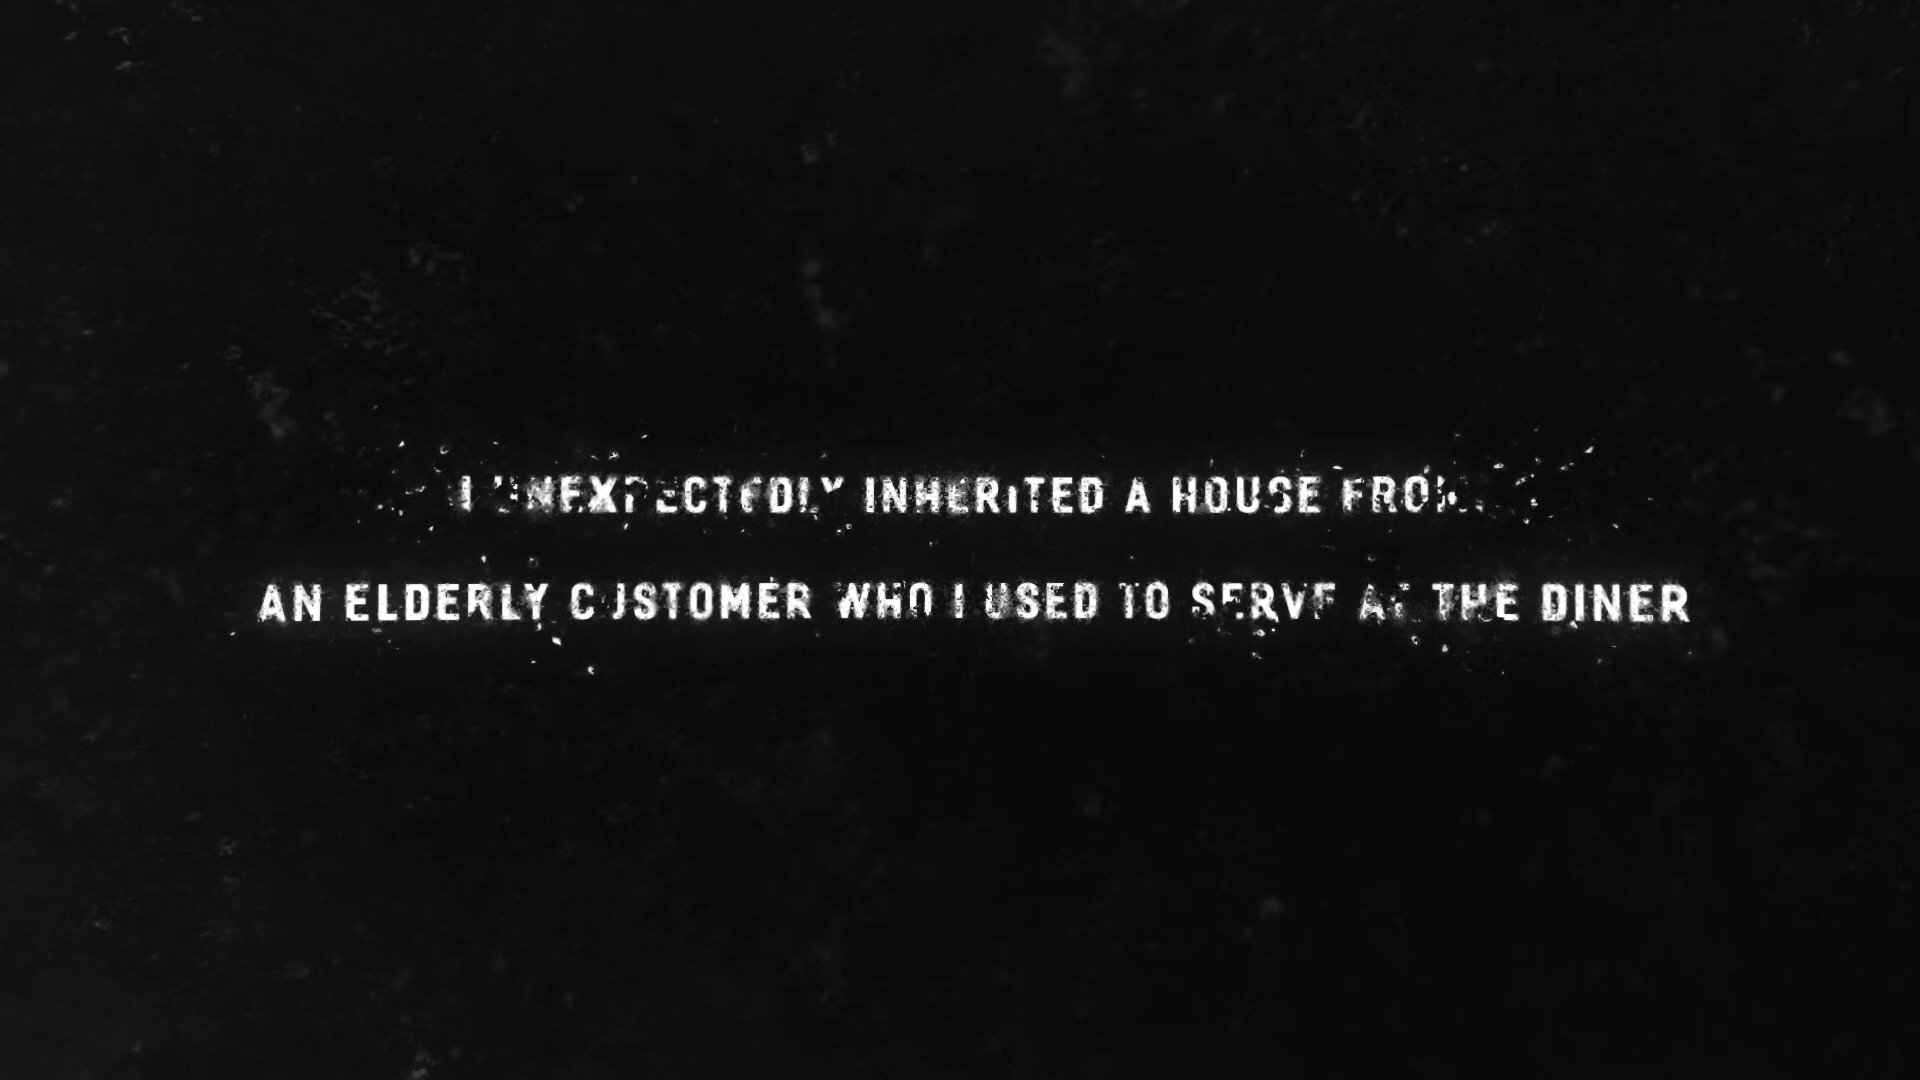 I UNEXPECTEDLY INHERITED A HOUSE FROM
AN ELDERLY CUSTOMER WHO I USED TO SERVE AT THE DINER